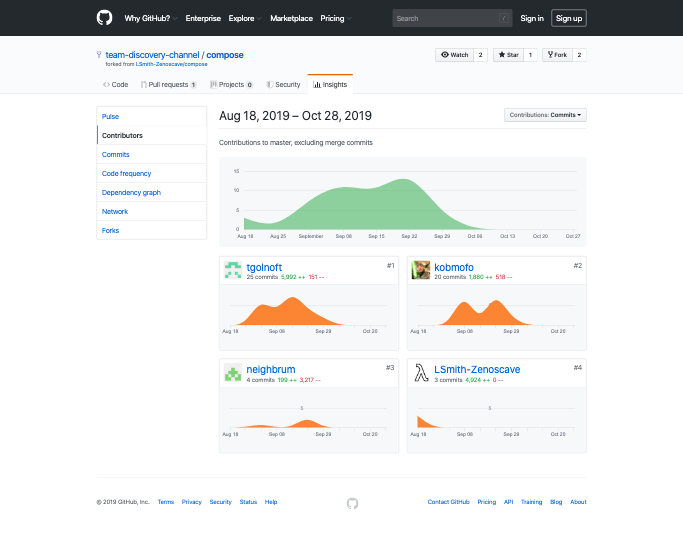 Why GitHub? Enterprise Explore Marketplace Pricing Search / Sign in Sign up
team-discovery-channel / compose Watch 2 Star 1 Fork 2
forked from LSmith-Zenoscave/compose
Code Pull requests 1 Projects 0 Security Insights
Pulse
Contributors
Commits
Code frequency
Dependency graph
Network
Forks
Aug 18, 2019 – Oct 28, 2019 Contributions: Commits
Contributions to master, excluding merge commits
15
10
5
0
Aug 18 Aug 25 September Sep 08 Sep 15 Sep 22 Sep 29 Oct 06 Oct 13 Oct 20 Oct 27
tgolnoft #1
25 commits 5,992 ++ 151 --
Aug 18 Sep 08 Sep 29 Oct 20
kobmofo #2
20 commits 1,880 ++ 518 --
Aug 18 Sep 08 Sep 29 Oct 20
neighbrum #3
4 commits 199 ++ 3,217 --
5
Aug 18 Sep 08 Sep 29 Oct 20
LSmith-Zenoscave #4
3 commits 4,924 ++ 0 --
5
Aug 18 Sep 08 Sep 29 Oct 20
© 2019 GitHub, Inc. Terms Privacy Security Status Help Contact GitHub Pricing API Training Blog About